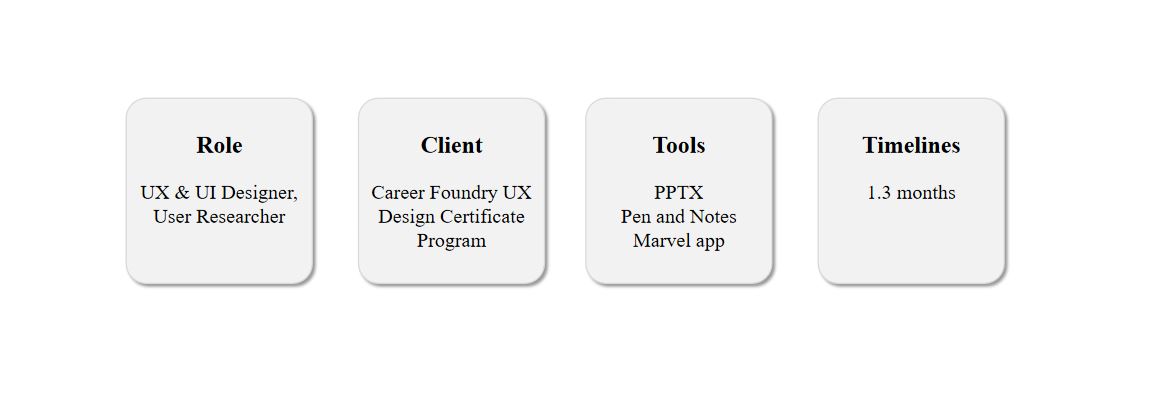 Role
UX & UI Designer,
User Researcher
Client
Career Foundry UX
Design Certificate
Program
Tools
PPTX
Pen and Notes
Marvel app
Timelines
1.3 months